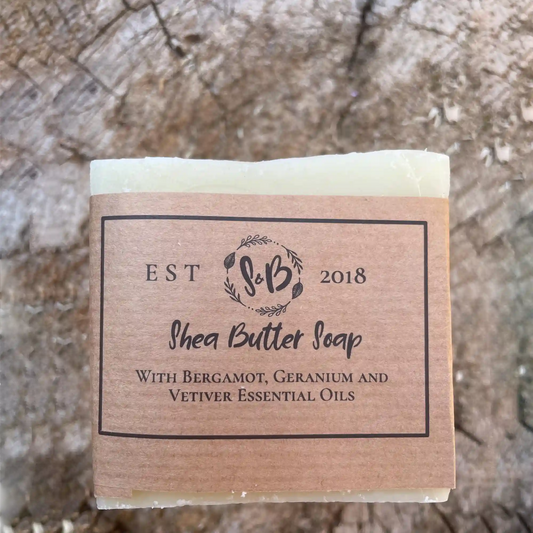 EST S&B 2018
Shea Butter Soap
With Bergamot, Geranium and
Vetiver Essential Oils